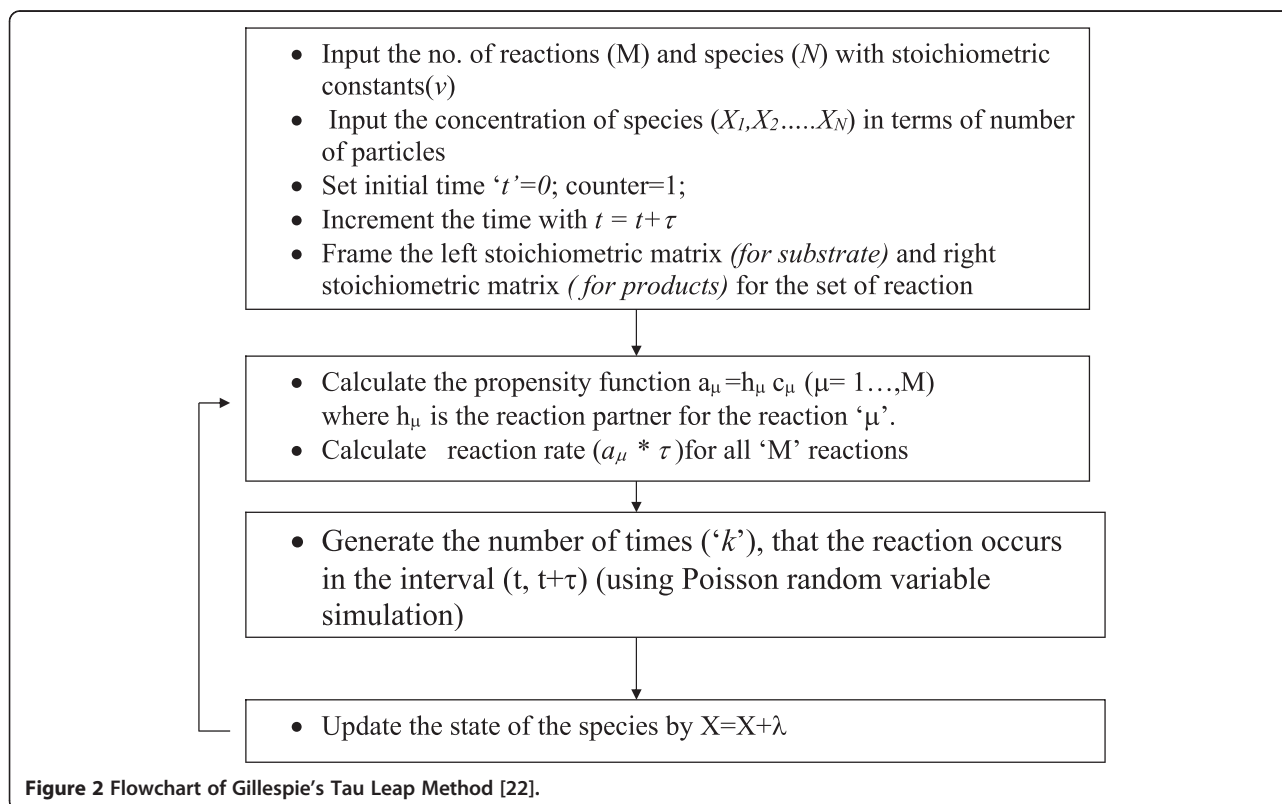 • Input the no. of reactions (M) and species (N) with stoichiometric
constants(v)
• Input the concentration of species (X1,X2.....XN) in terms of number
of particles
• Set initial time ‘t’=0; counter=1;
• Increment the time with t = t+ τ
• Frame the left stoichiometric matrix (for substrate) and right
stoichiometric matrix ( for products) for the set of reaction
• Calculate the propensity function aμ =hμ cμ (μ= 1…,M)
where hμ is the reaction partner for the reaction ‘μ’.
• Calculate reaction rate (aμ * τ )for all ‘M’ reactions
• Generate the number of times (‘k’), that the reaction occurs
in the interval (t, t+τ) (using Poisson random variable
simulation)
• Update the state of the species by X=X+λ
Figure 2 Flowchart of Gillespie’s Tau Leap Method [22].